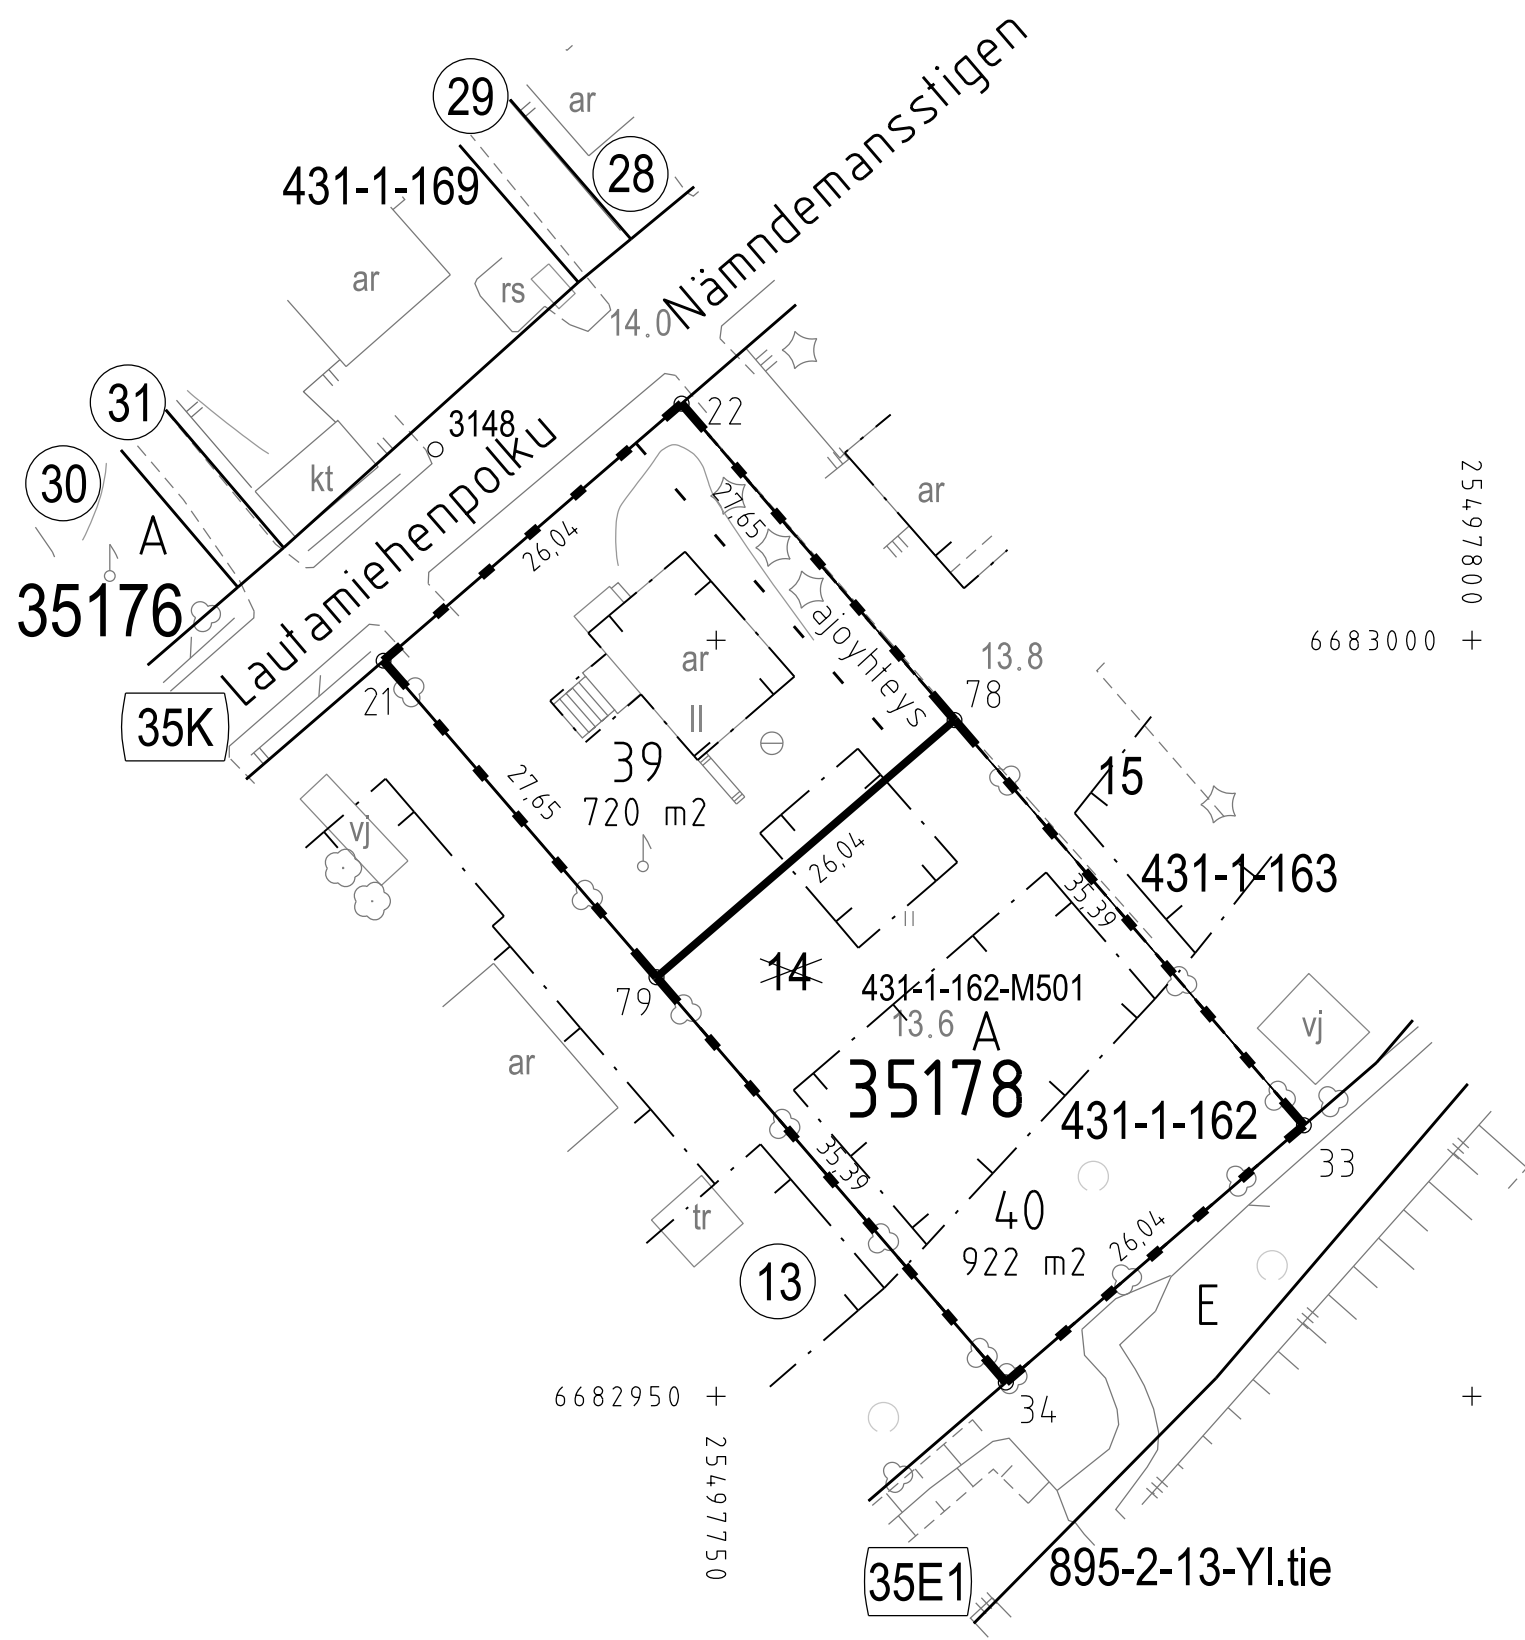 29
ar
28
431-1-169
Nämndemansstigen
ar
rs
14.0
31
3148
22
30
kt
Lautamiehenpolku
ar
A
26,04
27,65
35176
25497800
ajoyhteys
6683000
ar
13.8
21
78
35K
II
39
27,65
15
720 m2
vj
26,04
431-1-163
35,39
II
14
431-1-162-M501
79
13.6
A
vj
ar
35178
431-1-162
35,39
33
tr
40
26,04
922 m2
13
E
6682950
34
25497750
35E1
895-2-13-Yl.tie